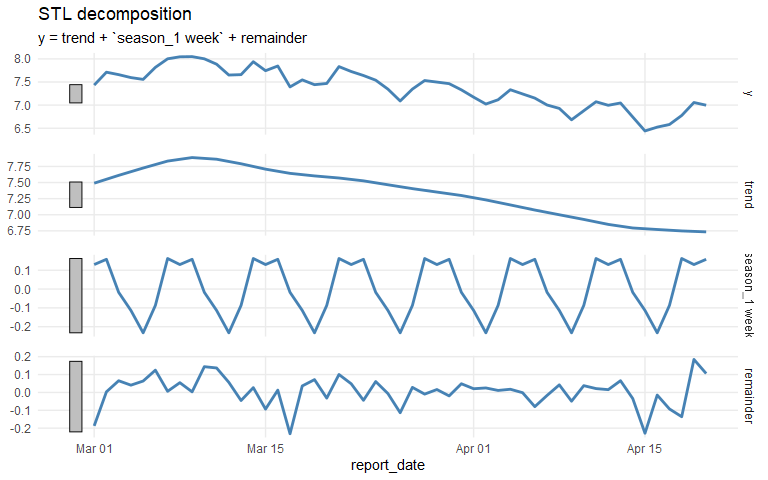 STL decomposition
y = trend + `season_1 week` + remainder
8.0
7.5
7.0
6.5
y
7.75
7.50
7.25
7.00
6.75
trend
0.1
0.0
-0.1
-0.2
season_1 week
0.2
0.1
0.0
-0.1
-0.2
remainder
Mar 01 Mar 15 Apr 01 Apr 15
report_date